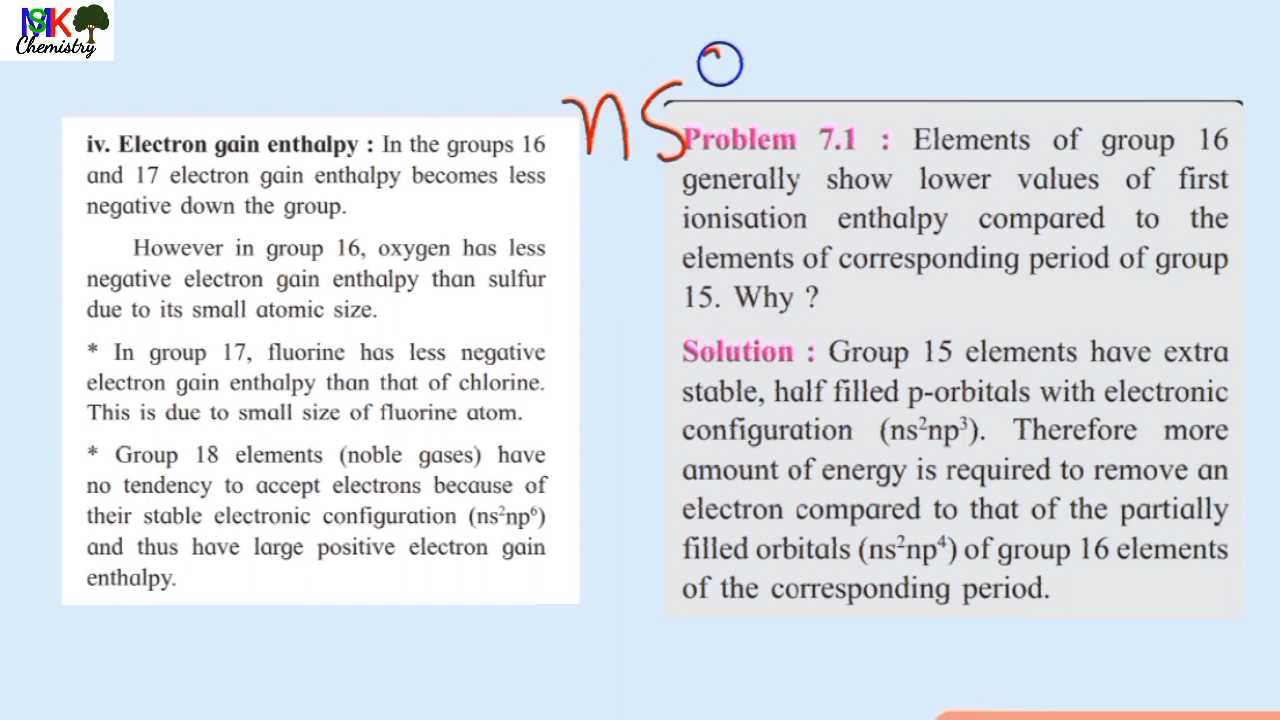 MSK
Chemistry
ns
iv. Electron gain enthalpy : In the groups 16
and 17 electron gain enthalpy becomes less
negative down the group.
However in group 16, oxygen has less
negative electron gain enthalpy than sulfur
due to its small atomic size.
* In group 17, fluorine has less negative
electron gain enthalpy than that of chlorine.
This is due to small size of fluorine atom.
* Group 18 elements (noble gases) have
no tendency to accept electrons because of
their stable electronic configuration (ns²np⁶)
and thus have large positive electron gain
enthalpy.
Problem 7.1 : Elements of group 16
generally show lower values of first
ionisation enthalpy compared to the
elements of corresponding period of group
15. Why ?
Solution : Group 15 elements have extra
stable, half filled p-orbitals with electronic
configuration (ns²np³). Therefore more
amount of energy is required to remove an
electron compared to that of the partially
filled orbitals (ns²np⁴) of group 16 elements
of the corresponding period.